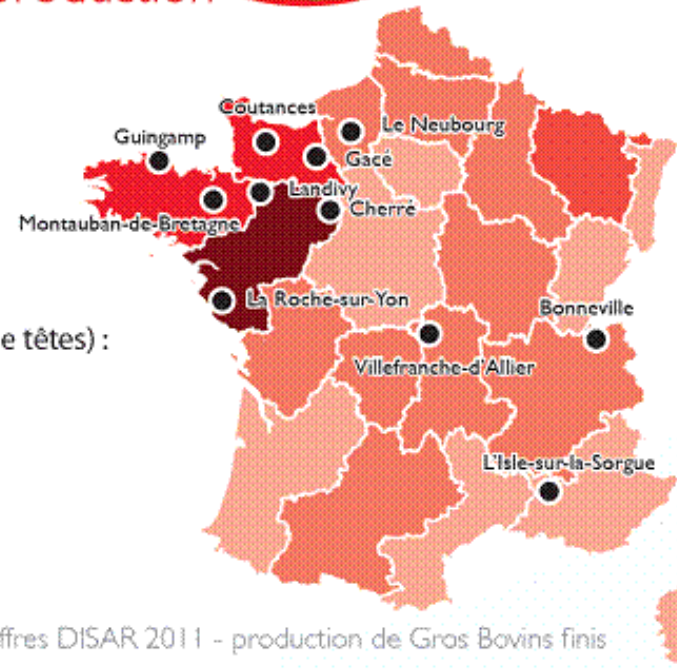 Coutances
Guingamp
Le Neubourg
Gacé
Landivy
Cherré
Montauban-de-Bretagne
La Roche-sur-Yon
Bonneville
e têtes) :
Villefranche-d'Allier
L'Isle-sur-la-Sorgue
ffres DISAR 2011 - production de Gros Bovins finis